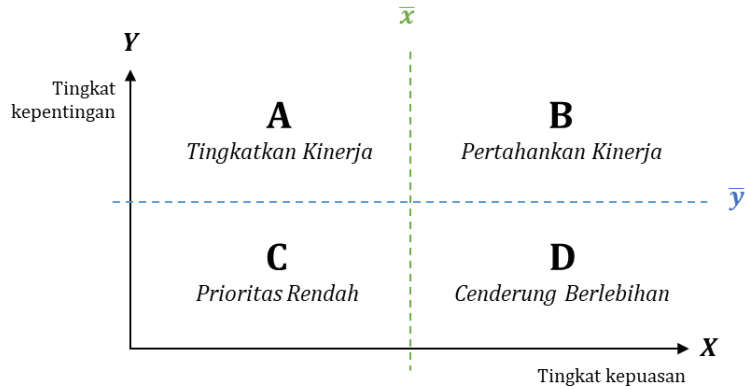 x̄
Y
Tingkat
kepentingan
A
Tingkatkan Kinerja
B
Pertahankan Kinerja
ȳ
C
Prioritas Rendah
D
Cenderung Berlebihan
X
Tingkat kepuasan